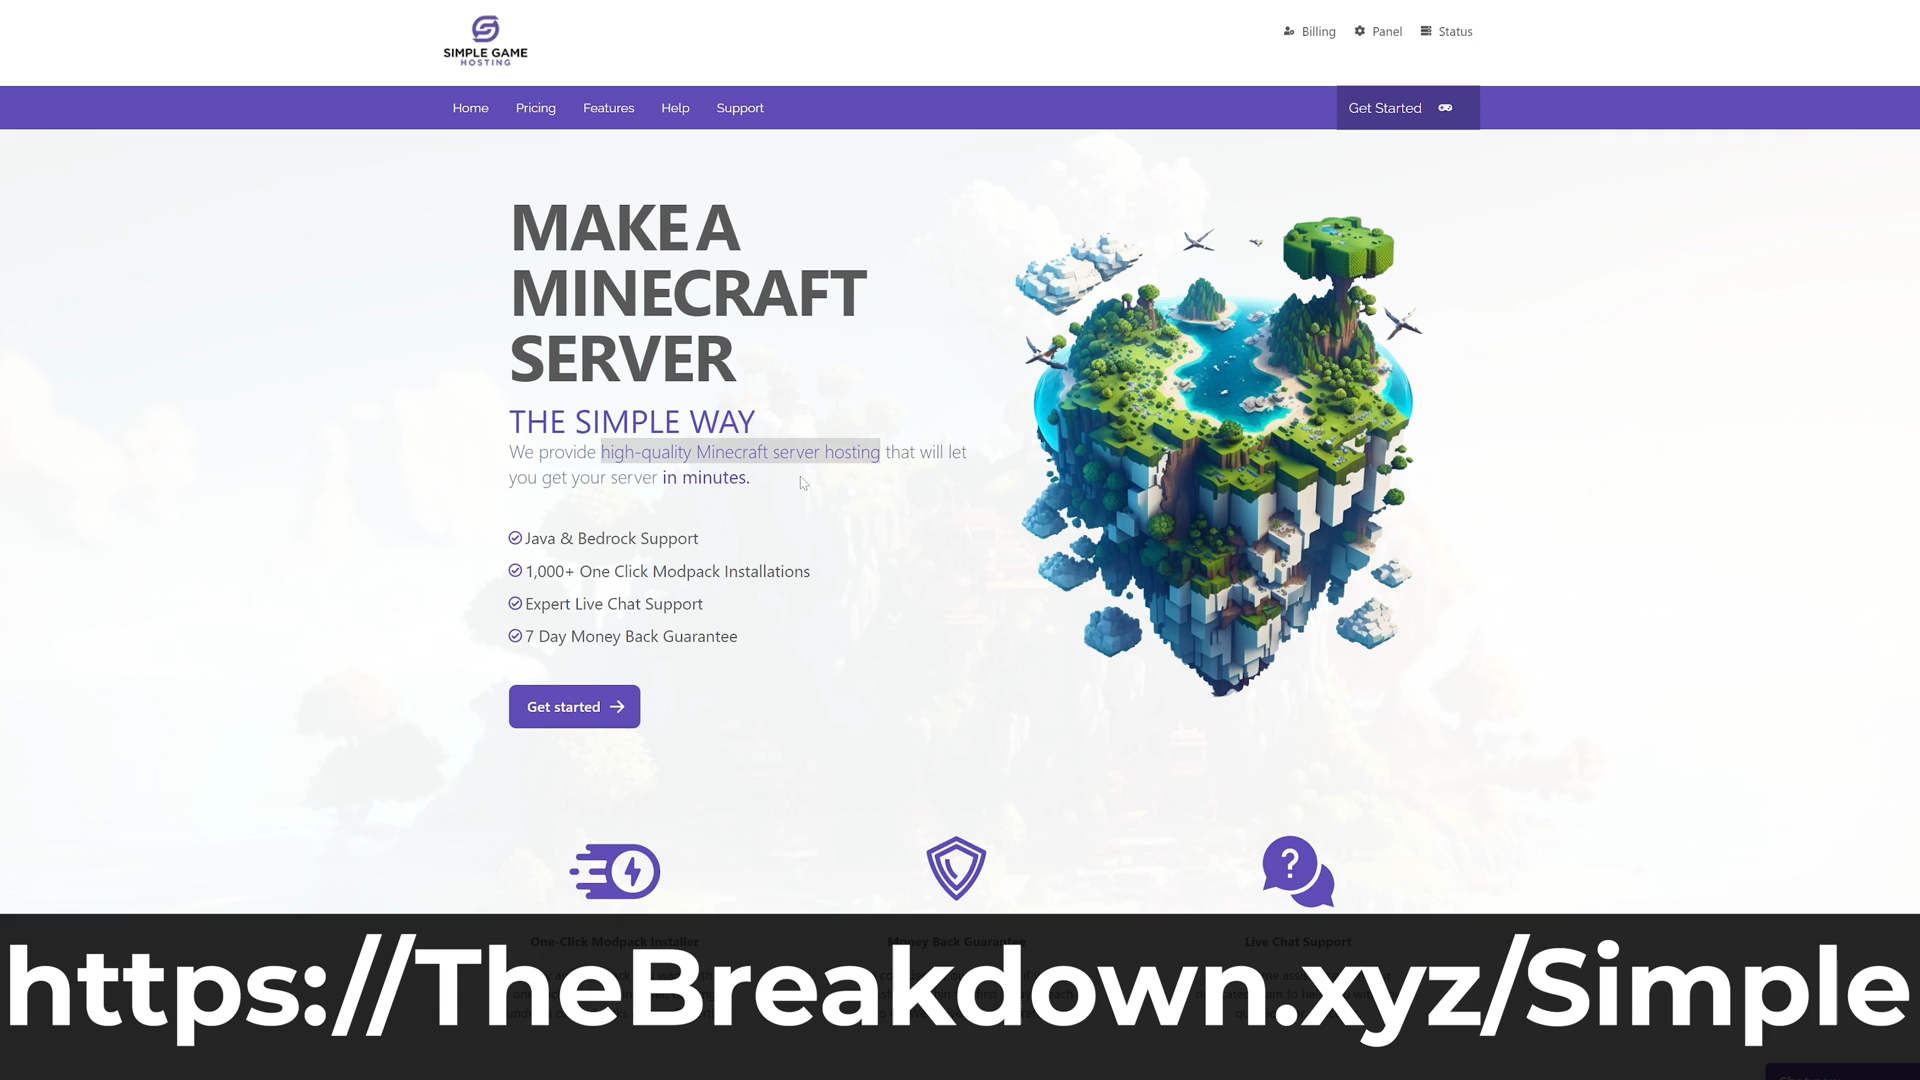 SIMPLE GAME
HOSTING
Billing
Panel
Status
Home
Pricing
Features
Help
Support
Get Started
MAKE A
MINECRAFT
SERVER
THE SIMPLE WAY
We provide high-quality Minecraft server hosting that will let
you get your server in minutes.
Java & Bedrock Support
1,000+ One Click Modpack Installations
Expert Live Chat Support
7 Day Money Back Guarantee
Get started
One-Click Modpack Installer
Money Back Guarantee
Live Chat Support
https://TheBreakdown.xyz/Simple